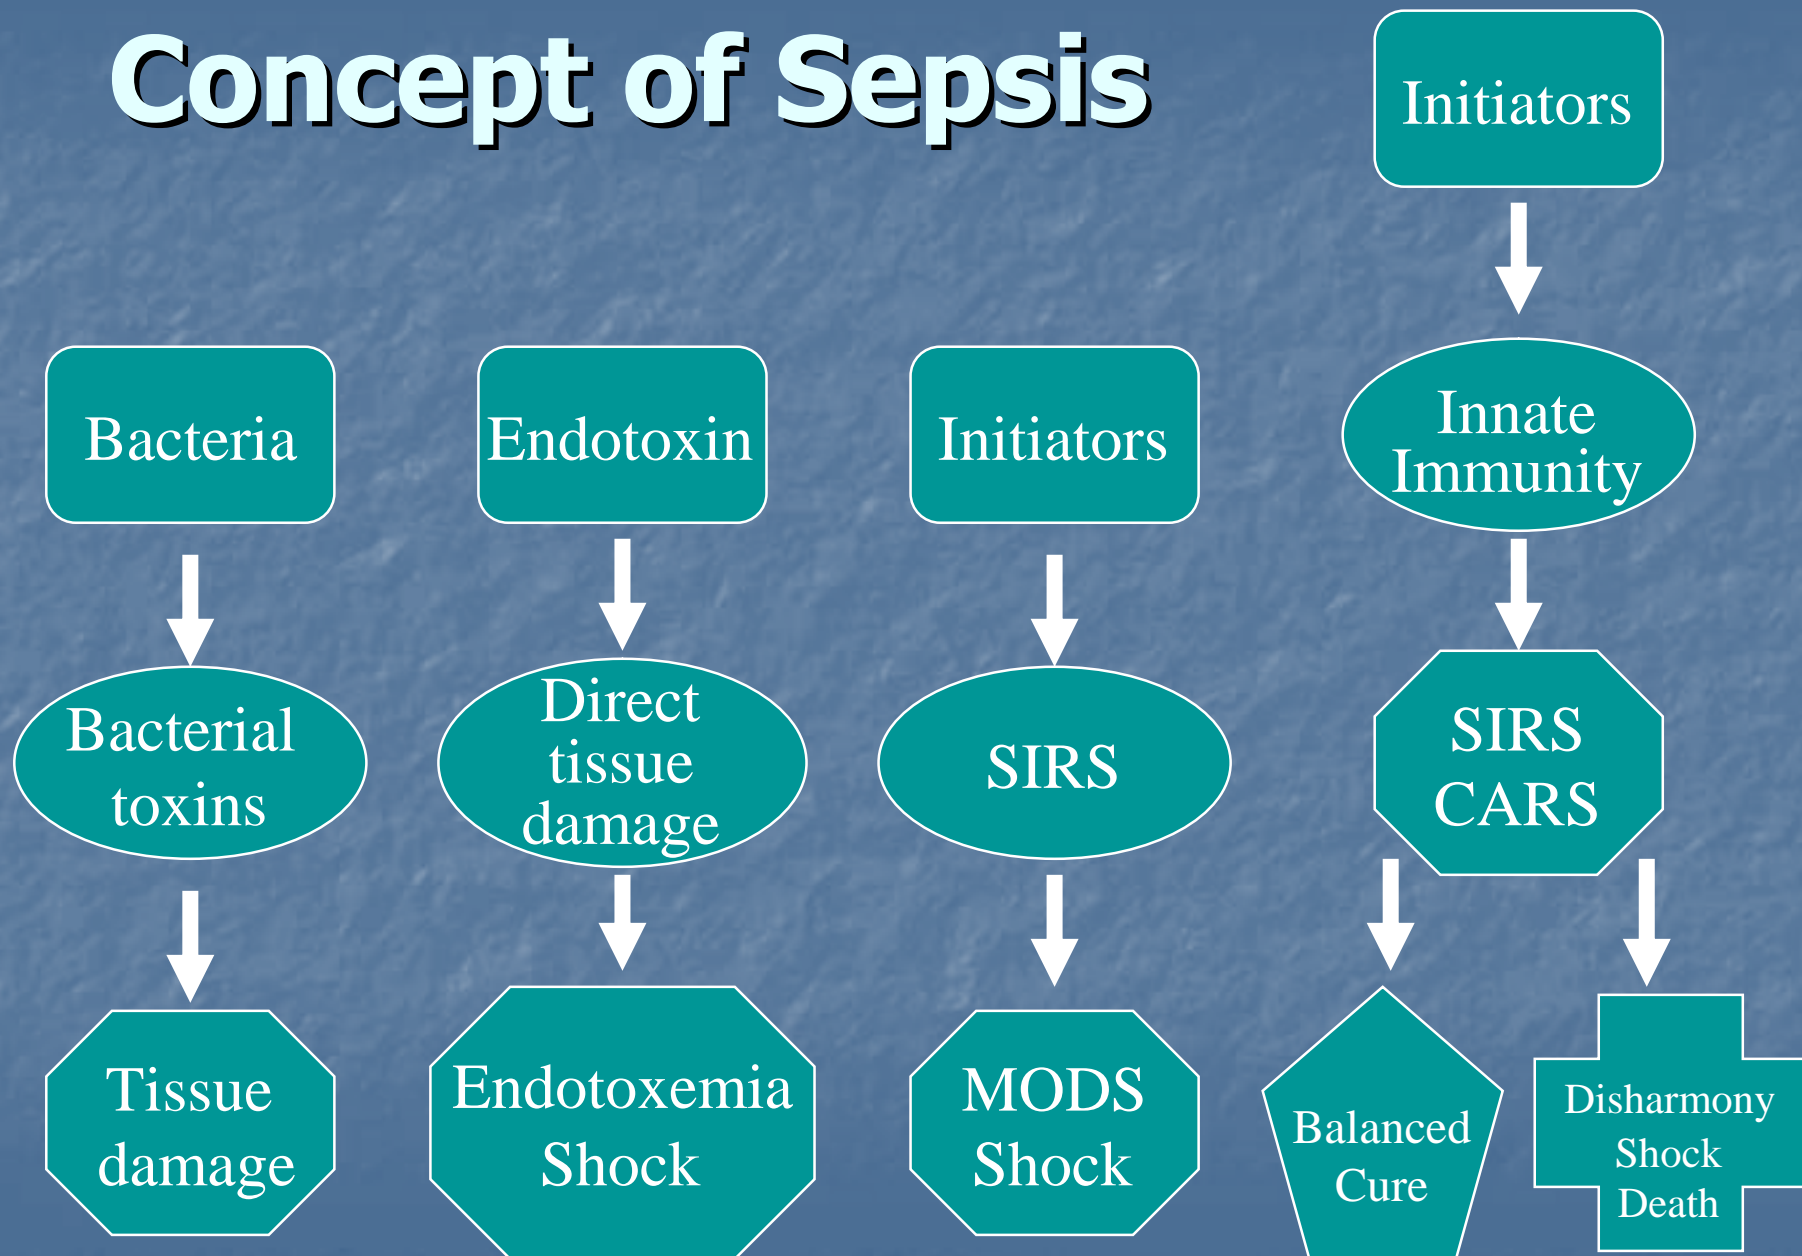 Concept of Sepsis
Initiators
Bacteria
Endotoxin
Initiators
Innate
Immunity
Bacterial
toxins
Direct
tissue
damage
SIRS
SIRS
CARS
Tissue
damage
Endotoxemia
Shock
MODS
Shock
Balanced
Cure
Disharmony
Shock
Death